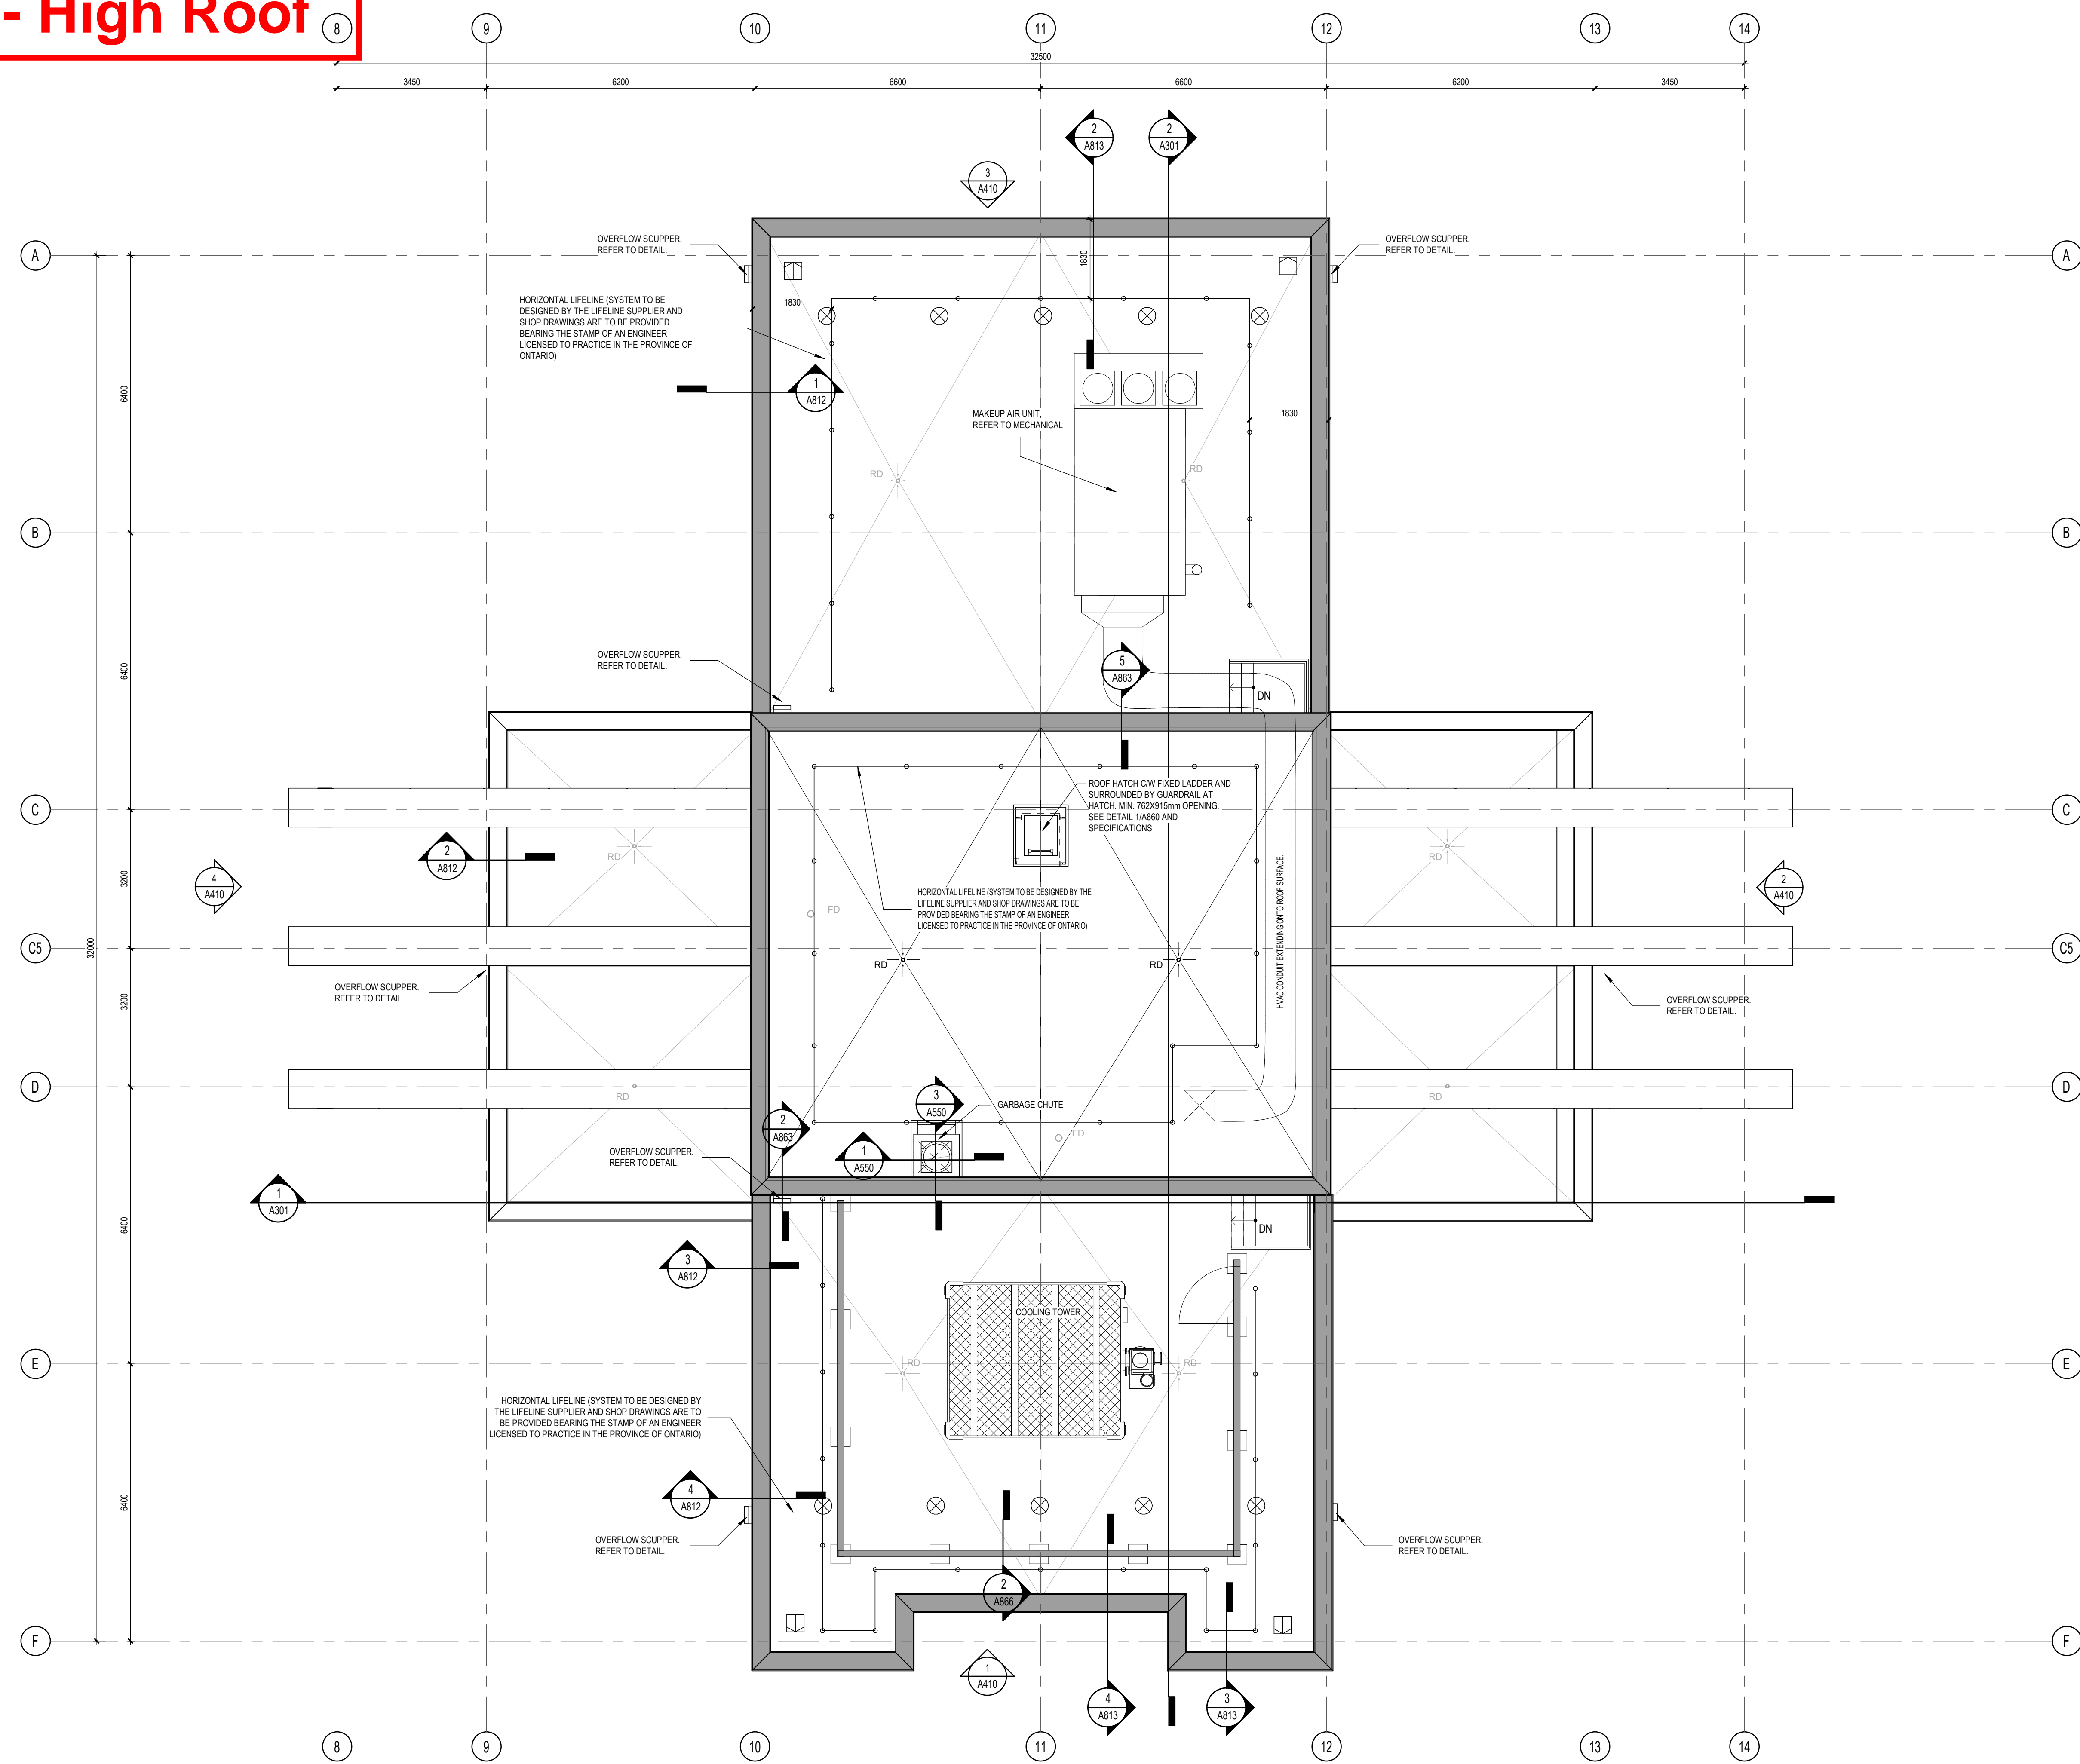 - High Roof
8
9
10
11
12
13
14
32500
3450
6200
6600
6600
6200
3450
2
A813
2
A301
3
A410
OVERFLOW SCUPPER.
REFER TO DETAIL.
OVERFLOW SCUPPER.
REFER TO DETAIL.
A
A
1830
1830
HORIZONTAL LIFELINE (SYSTEM TO BE
DESIGNED BY THE LIFELINE SUPPLIER AND
SHOP DRAWINGS ARE TO BE PROVIDED
BEARING THE STAMP OF AN ENGINEER
LICENSED TO PRACTICE IN THE PROVINCE OF
ONTARIO)
6400
1
A812
MAKEUP AIR UNIT,
REFER TO MECHANICAL
1830
RD
RD
B
B
OVERFLOW SCUPPER.
REFER TO DETAIL.
6400
5
A863
DN
ROOF HATCH C/W FIXED LADDER AND
SURROUNDED BY GUARDRAIL AT
HATCH. MIN. 762X915mm OPENING.
SEE DETAIL 1/A860 AND
SPECIFICATIONS
C
C
2
A812
RD
RD
4
A410
3200
2
A410
HORIZONTAL LIFELINE (SYSTEM TO BE DESIGNED BY THE
LIFELINE SUPPLIER AND SHOP DRAWINGS ARE TO BE
PROVIDED BEARING THE STAMP OF AN ENGINEER
LICENSED TO PRACTICE IN THE PROVINCE OF ONTARIO)
FD
HVAC CONDUIT EXTENDING ONTO ROOF SURFACE.
32000
C5
C5
RD
RD
OVERFLOW SCUPPER.
REFER TO DETAIL.
3200
OVERFLOW SCUPPER.
REFER TO DETAIL.
D
D
RD
RD
3
A550
GARBAGE CHUTE
2
A863
FD
1
A550
OVERFLOW SCUPPER.
REFER TO DETAIL.
1
A301
6400
DN
3
A812
COOLING TOWER
E
E
RD
RD
HORIZONTAL LIFELINE (SYSTEM TO BE DESIGNED BY
THE LIFELINE SUPPLIER AND SHOP DRAWINGS ARE TO
BE PROVIDED BEARING THE STAMP OF AN ENGINEER
LICENSED TO PRACTICE IN THE PROVINCE OF ONTARIO)
6400
4
A812
OVERFLOW SCUPPER.
REFER TO DETAIL.
OVERFLOW SCUPPER.
REFER TO DETAIL.
2
A866
F
F
1
A410
4
A813
3
A813
8
9
10
11
12
13
14